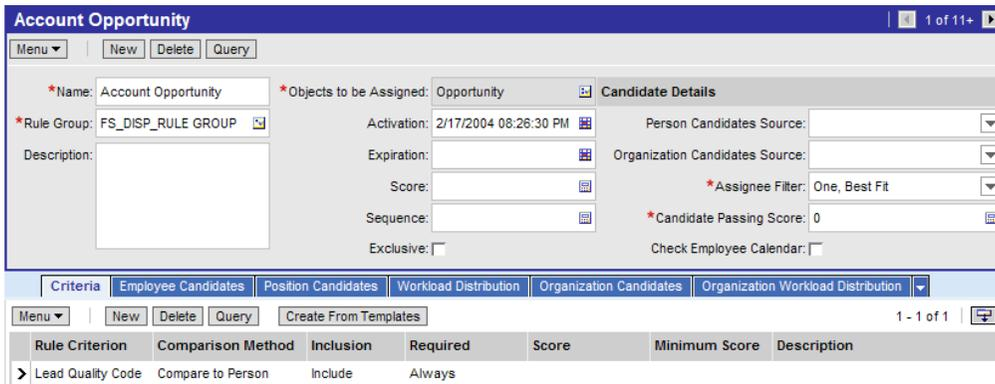 Account Opportunity 1 of 11+
Menu New Delete Query
*Name: Account Opportunity *Objects to be Assigned: Opportunity Candidate Details
*Rule Group: FS_DISP_RULE GROUP Activation: 2/17/2004 08:26:30 PM Person Candidates Source:
Description: Expiration: Organization Candidates Source:
Score: *Assignee Filter: One, Best Fit
Sequence: *Candidate Passing Score: 0
Exclusive: Check Employee Calendar:
Criteria Employee Candidates Position Candidates Workload Distribution Organization Candidates Organization Workload Distribution
Menu New Delete Query Create From Templates 1 - 1 of 1
Rule Criterion Comparison Method Inclusion Required Score Minimum Score Description
Lead Quality Code Compare to Person Include Always